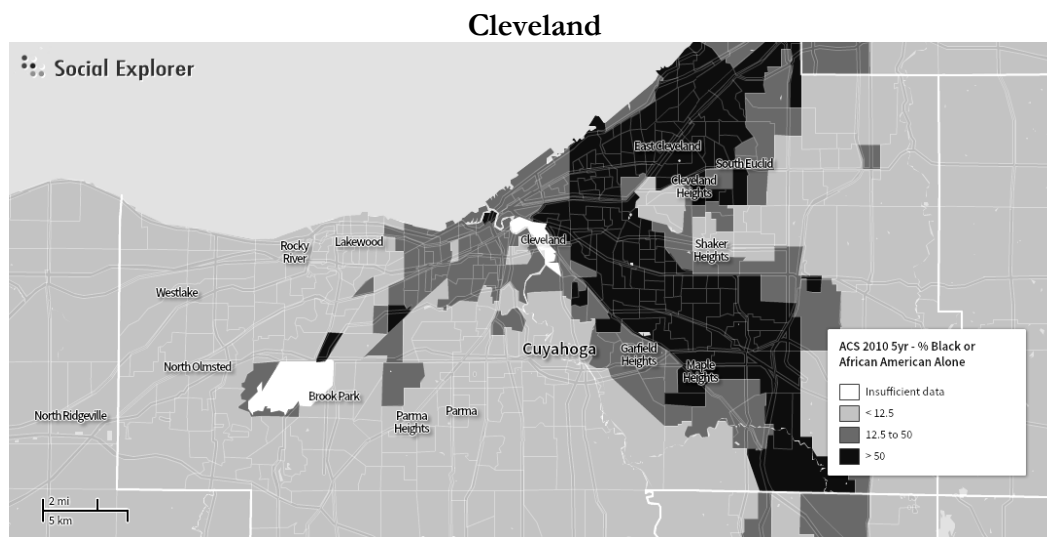 Cleveland
Social Explorer
East Cleveland
South Euclid
Cleveland
Heights
Cleveland
Shaker
Heights
Rocky
River
Lakewood
Westlake
Cuyahoga
Garfield
Heights
Maple
Heights
North Olmsted
Brook Park
North Ridgeville
Parma
Heights
Parma
ACS 2010 5yr - % Black or
African American Alone
Insufficient data
< 12.5
12.5 to 50
> 50
2 mi
5 km